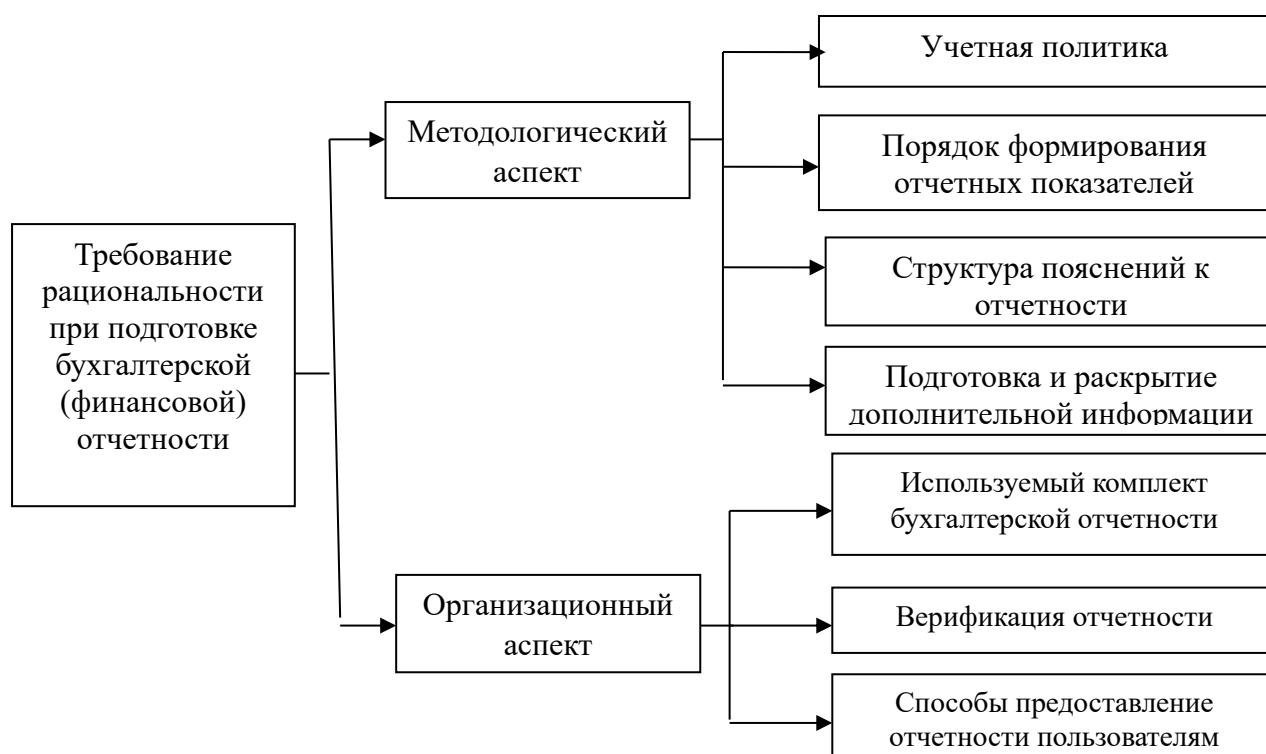 Требование
рациональности
при подготовке
бухгалтерской
(финансовой)
отчетности
Методологический
аспект
Учетная политика
Порядок формирования
отчетных показателей
Структура пояснений к
отчетности
Подготовка и раскрытие
дополнительной информации
Организационный
аспект
Используемый комплект
бухгалтерской отчетности
Верификация отчетности
Способы предоставление
отчетности пользователям